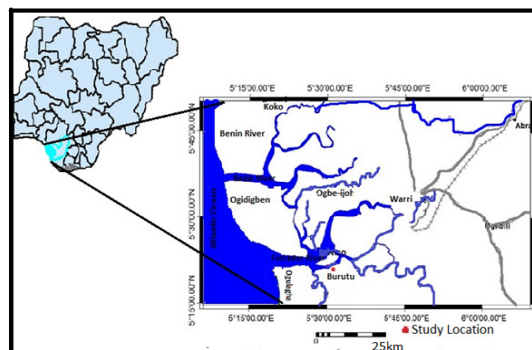 5°15'00.00"E 5°30'00.00"E 5°45'00.00"E 6°00'00.00"E
Koko
Abra
Benin River
Ogbe-ijoh
Ogidigben
Warri
Atlantic Ocean
Burutu
5°45'00.00"N
5°30'00.00"N
5°15'00.00"N
5°15'00.00"E 5°30'00.00"E 5°45'00.00"E 6°00'00.00"E
Study Location
25km